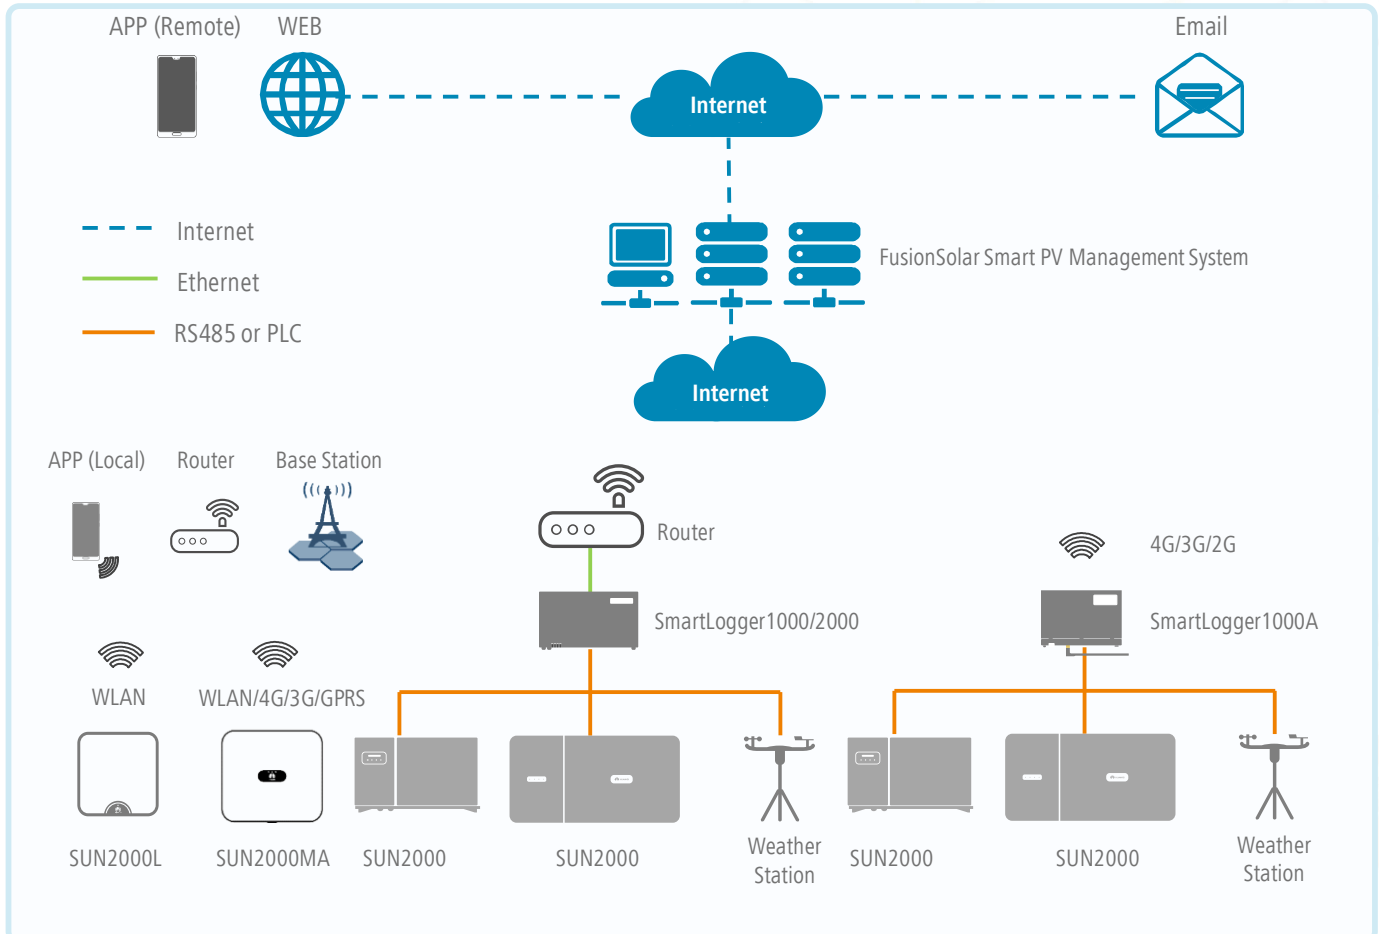 APP (Remote)
WEB
Email
Internet
Internet
Ethernet
RS485 or PLC
FusionSolar Smart PV Management System
Internet
APP (Local)
Router
Base Station
Router
4G/3G/2G
SmartLogger1000/2000
SmartLogger1000A
WLAN
WLAN/4G/3G/GPRS
SUN2000L
SUN2000MA
SUN2000
SUN2000
Weather
Station
SUN2000
SUN2000
Weather
Station